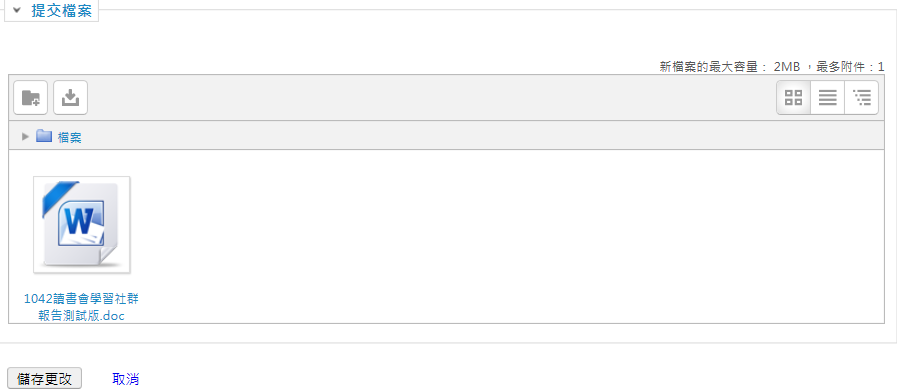 提交檔案
新檔案的最大容量： 2MB ，最多附件：1
檔案
W
1042讀書會學習社群
報告測試版.doc
儲存更改
取消